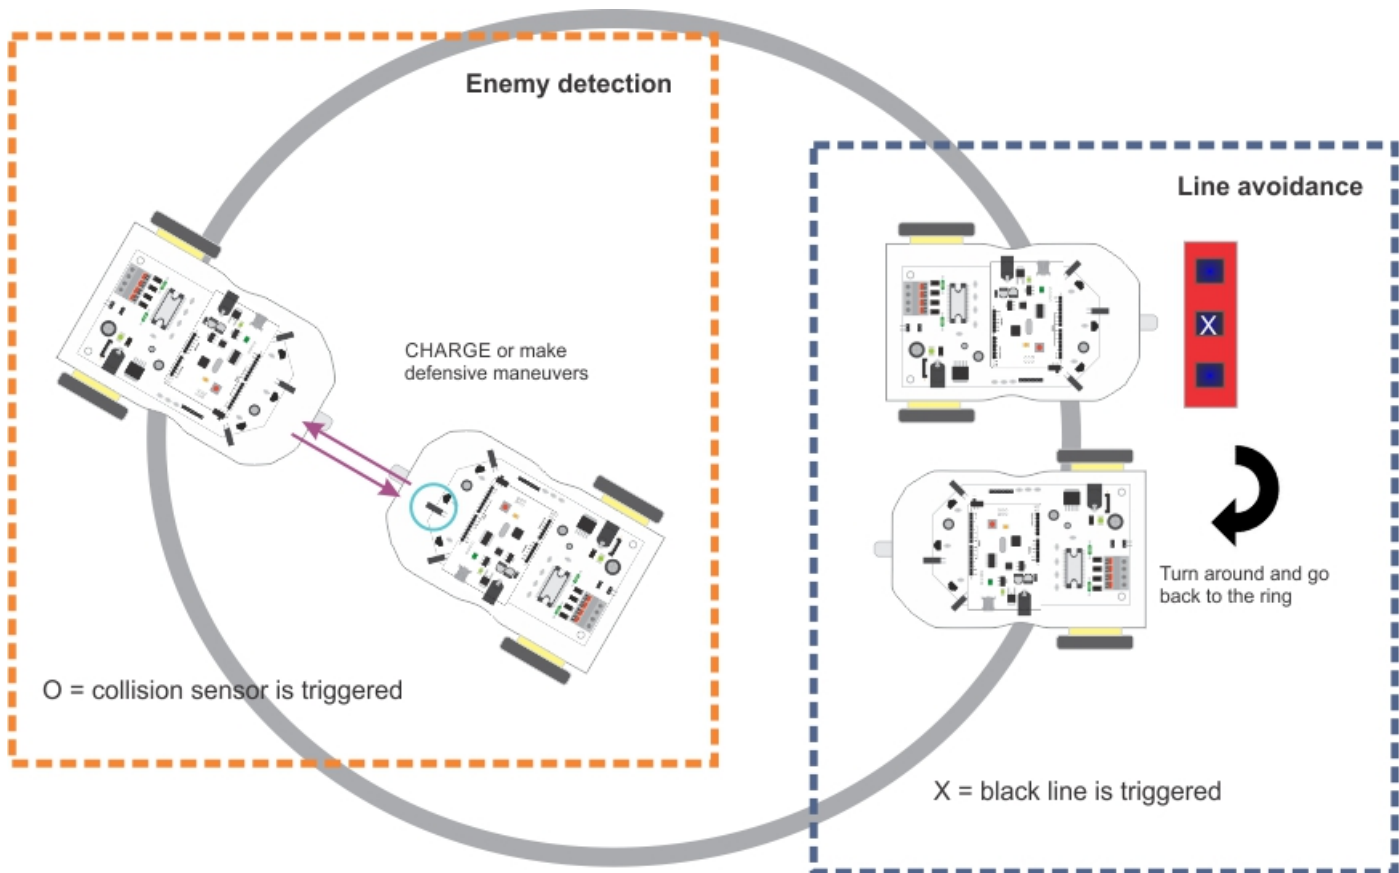 Enemy detection
Line avoidance
X
CHARGE or make
defensive maneuvers
Turn around and go
back to the ring
O = collision sensor is triggered
X = black line is triggered